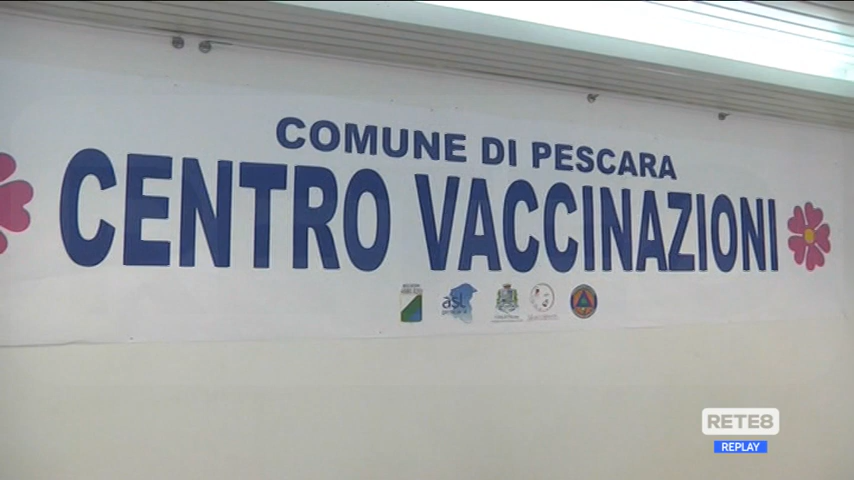 COMUNE DI PESCARA
CENTRO VACCINAZIONI
asl
RETE8
REPLAY